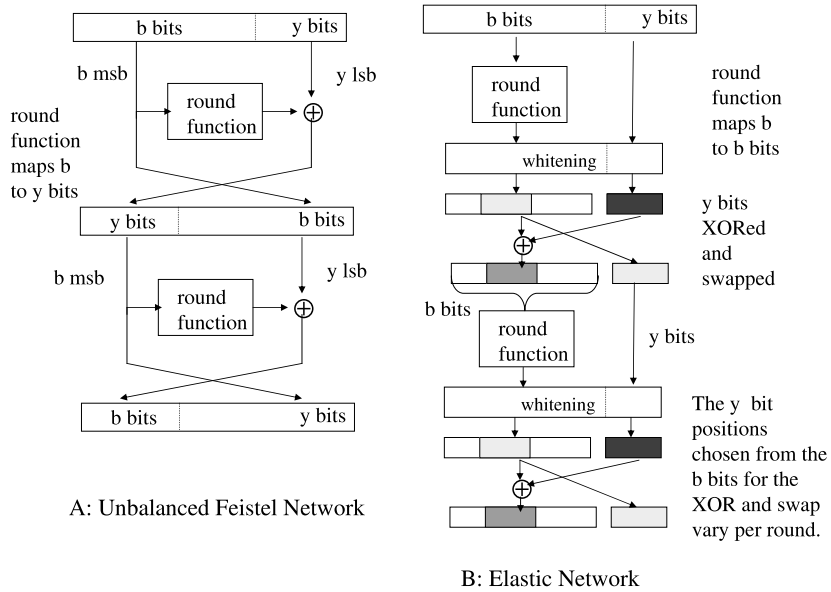 b bits
y bits
b msb
y lsb
round
function
round
function
maps b
to y bits
y bits
b bits
b msb
y lsb
round
function
b bits
y bits
A: Unbalanced Feistel Network
b bits
y bits
round
function
round
function
maps b
to b bits
whitening
y bits
XORed
and
swapped
b bits
round
function
y bits
whitening
The y bit
positions
chosen from the
b bits for the
XOR and swap
vary per round.
B: Elastic Network